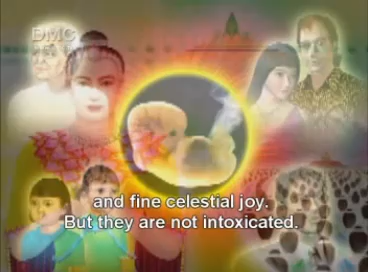 DMC
and fine celestial joy.
But they are not intoxicated.